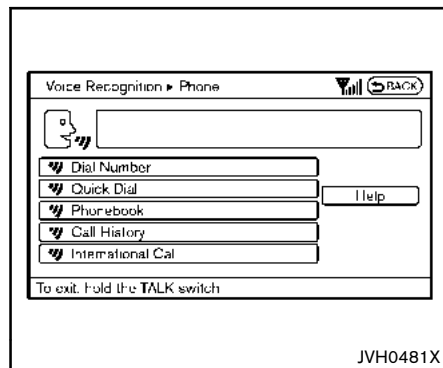 Voice Recognition ▸ Phone BACK
Dial Number
Quick Dial
Help
Phonebook
Call History
International Cal
To exit, hold the TALK switch
JVH0481X